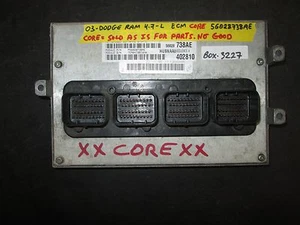 03-DODGE RAM 4.7-L ECM CORE 56028738AE
CORE= SOLD AS IS FOR PARTS. NO GOOD
738AE
402810
BOX-3227
XX CORE XX